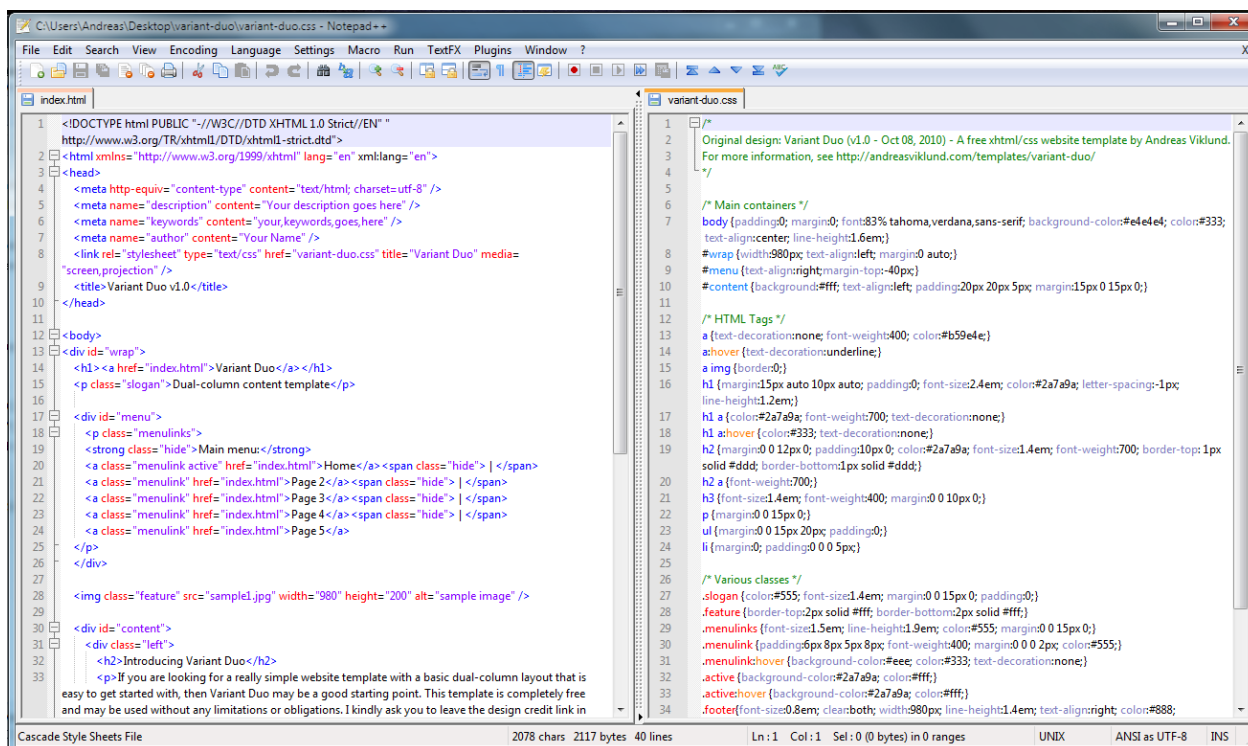 C:\Users\Andreas\Desktop\variant-duo\variant-duo.css - Notepad++
File Edit Search View Encoding Language Settings Macro Run TextFX Plugins Window ? X
index.html
1 <!DOCTYPE html PUBLIC "-//W3C//DTD XHTML 1.0 Strict//EN" "
http://www.w3.org/TR/xhtml1/DTD/xhtml1-strict.dtd">
2 <html xmlns="http://www.w3.org/1999/xhtml" lang="en" xml:lang="en">
3 <head>
4 <meta http-equiv="content-type" content="text/html; charset=utf-8" />
5 <meta name="description" content="Your description goes here" />
6 <meta name="keywords" content="your,keywords,goes,here" />
7 <meta name="author" content="Your Name" />
8 <link rel="stylesheet" type="text/css" href="variant-duo.css" title="Variant Duo" media=
"screen,projection" />
9 <title>Variant Duo v1.0</title>
10 </head>
11
12 <body>
13 <div id="wrap">
14 <h1><a href="index.html">Variant Duo</a></h1>
15 <p class="slogan">Dual-column content template</p>
16
17 <div id="menu">
18 <p class="menulinks">
19 <strong class="hide">Main menu:</strong>
20 <a class="menulink active" href="index.html">Home</a><span class="hide"> | </span>
21 <a class="menulink" href="index.html">Page 2</a><span class="hide"> | </span>
22 <a class="menulink" href="index.html">Page 3</a><span class="hide"> | </span>
23 <a class="menulink" href="index.html">Page 4</a><span class="hide"> | </span>
24 <a class="menulink" href="index.html">Page 5</a>
25 </p>
26 </div>
27
28 <img class="feature" src="sample1.jpg" width="980" height="200" alt="sample image" />
29
30 <div id="content">
31 <div class="left">
32 <h2>Introducing Variant Duo</h2>
33 <p>If you are looking for a really simple website template with a basic dual-column layout that is
easy to get started with, then Variant Duo may be a good starting point. This template is completely free
and may be used without any limitations or obligations. I kindly ask you to leave the design credit link in
variant-duo.css
1 /*
2 Original design: Variant Duo (v1.0 - Oct 08, 2010) - A free xhtml/css website template by Andreas Viklund.
3 For more information, see http://andreasviklund.com/templates/variant-duo/
4 */
5
6 /* Main containers */
7 body {padding:0; margin:0; font:83% tahoma,verdana,sans-serif; background-color:#e4e4e4; color:#333;
text-align:center; line-height:1.6em;}
8 #wrap {width:980px; text-align:left; margin:0 auto;}
9 #menu {text-align:right;margin-top:-40px;}
10 #content {background:#fff; text-align:left; padding:20px 20px 5px; margin:15px 0 15px 0;}
11
12 /* HTML Tags */
13 a {text-decoration:none; font-weight:400; color:#b59e4e;}
14 a:hover {text-decoration:underline;}
15 a img {border:0;}
16 h1 {margin:15px auto 10px auto; padding:0; font-size:2.4em; color:#2a7a9a; letter-spacing:-1px;
line-height:1.2em;}
17 h1 a {color:#2a7a9a; font-weight:700; text-decoration:none;}
18 h1 a:hover {color:#333; text-decoration:none;}
19 h2 {margin:0 0 12px 0; padding:10px 0; color:#2a7a9a; font-size:1.4em; font-weight:700; border-top: 1px
solid #ddd; border-bottom:1px solid #ddd;}
20 h2 a {font-weight:700;}
21 h3 {font-size:1.4em; font-weight:400; margin:0 0 10px 0;}
22 p {margin:0 0 15px 0;}
23 ul {margin:0 0 15px 20px; padding:0;}
24 li {margin:0; padding:0 0 0 5px;}
25
26 /* Various classes */
27 .slogan {color:#555; font-size:1.4em; margin:0 0 15px 0; padding:0;}
28 .feature {border-top:2px solid #fff; border-bottom:2px solid #fff;}
29 .menulinks {font-size:1.5em; line-height:1.9em; color:#555; margin:0 0 15px 0;}
30 .menulink {padding:6px 8px 5px 8px; font-weight:400; margin:0 0 0 2px; color:#555;}
31 .menulink:hover {background-color:#eee; color:#333; text-decoration:none;}
32 .active {background-color:#2a7a9a; color:#fff;}
33 .active:hover {background-color:#2a7a9a; color:#fff;}
34 .footer{font-size:0.8em; clear:both; width:980px; line-height:1.4em; text-align:right; color:#888;
Cascade Style Sheets File 2078 chars 2117 bytes 40 lines Ln : 1 Col : 1 Sel : 0 (0 bytes) in 0 ranges UNIX ANSI as UTF-8 INS